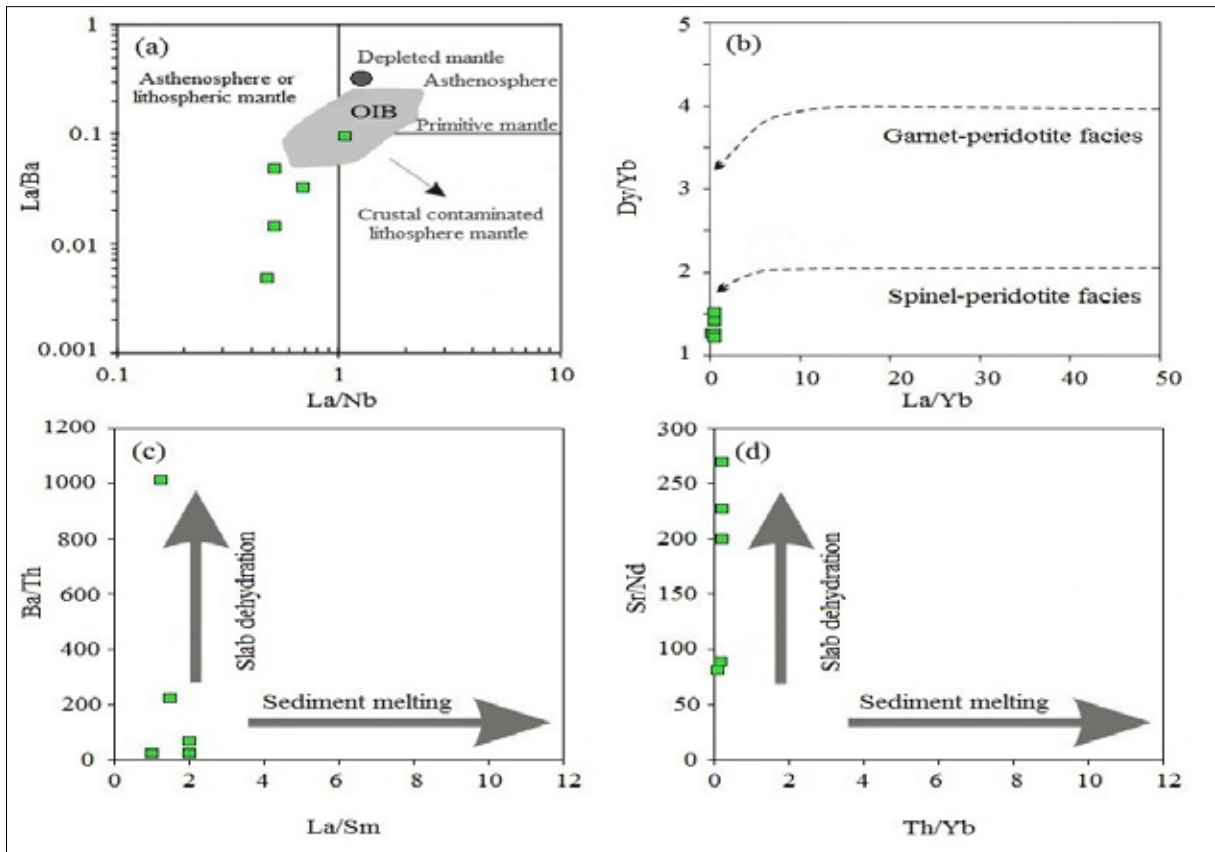 (a)
Depleted mantle
Asthenosphere or
lithospheric mantle
Asthenosphere
OIB
Primitive mantle
Crustal contaminated
lithosphere mantle
La/Ba
1
0.1
0.01
0.001
0.1
1
10
La/Nb
(b)
Garnet-peridotite facies
Spinel-peridotite facies
Dy/Yb
5
4
3
2
1
0
10
20
30
40
50
La/Yb
(c)
Slab dehydration
Sediment melting
Ba/Th
1200
1000
800
600
400
200
0
0
2
4
6
8
10
12
La/Sm
(d)
Slab dehydration
Sediment melting
Sr/Nd
300
250
200
150
100
50
0
0
2
4
6
8
10
12
Th/Yb